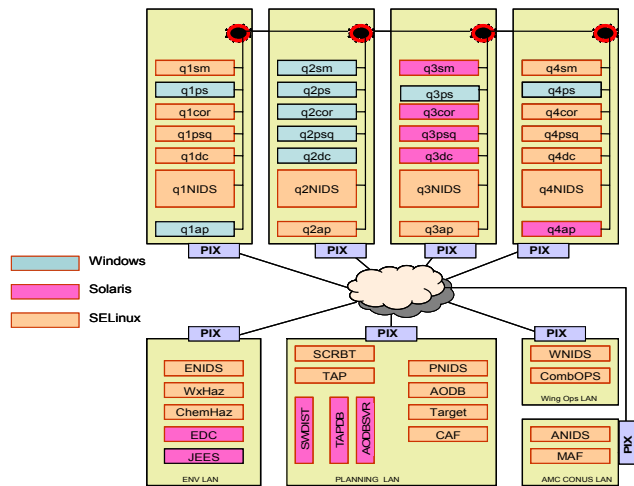 q1sm
q1ps
q1cor
q1psq
q1dc
q1NIDS
q1ap
PIX
q2sm
q2ps
q2cor
q2psq
q2dc
q2NIDS
q2ap
PIX
q3sm
q3ps
q3cor
q3psq
q3dc
q3NIDS
q3ap
PIX
q4sm
q4ps
q4cor
q4psq
q4dc
q4NIDS
q4ap
PIX
Windows
Solaris
SELinux
PIX
ENIDS
WxHaz
ChemHaz
EDC
JEES
ENV LAN
PIX
SCRBT
TAP
SWDIST
TAPDB
AODBSVR
PNIDS
AODB
Target
CAF
PLANNING LAN
PIX
WNIDS
CombOPS
Wing Ops LAN
ANIDS
MAF
AMC CONUS LAN
PIX